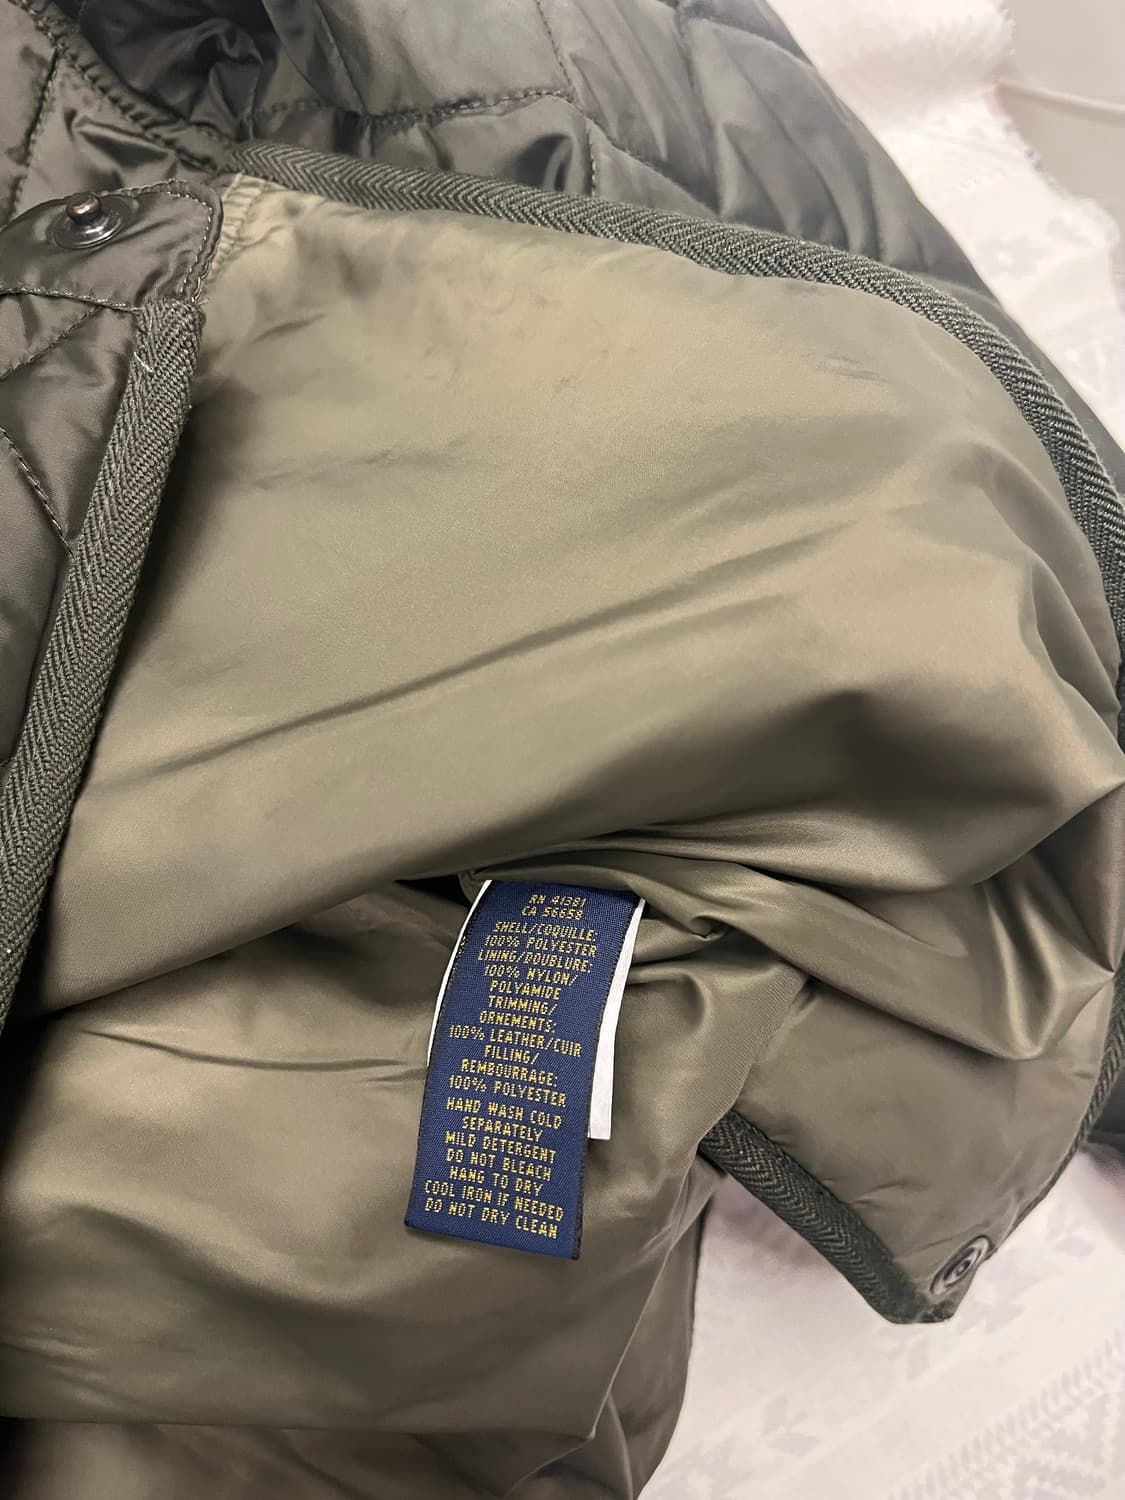 RN 41381
CA 56658
SHELL/COQUILLE:
100% POLYESTER
LINING/DOUBLURE:
100% NYLON/
POLYAMIDE
TRIMMING/
ORNEMENTS:
100% LEATHER/CUIR
FILLING/
REMBOURRAGE:
100% POLYESTER
HAND WASH COLD
SEPARATELY
MILD DETERGENT
DO NOT BLEACH
HANG TO DRY
COOL IRON IF NEEDED
DO NOT DRY CLEAN